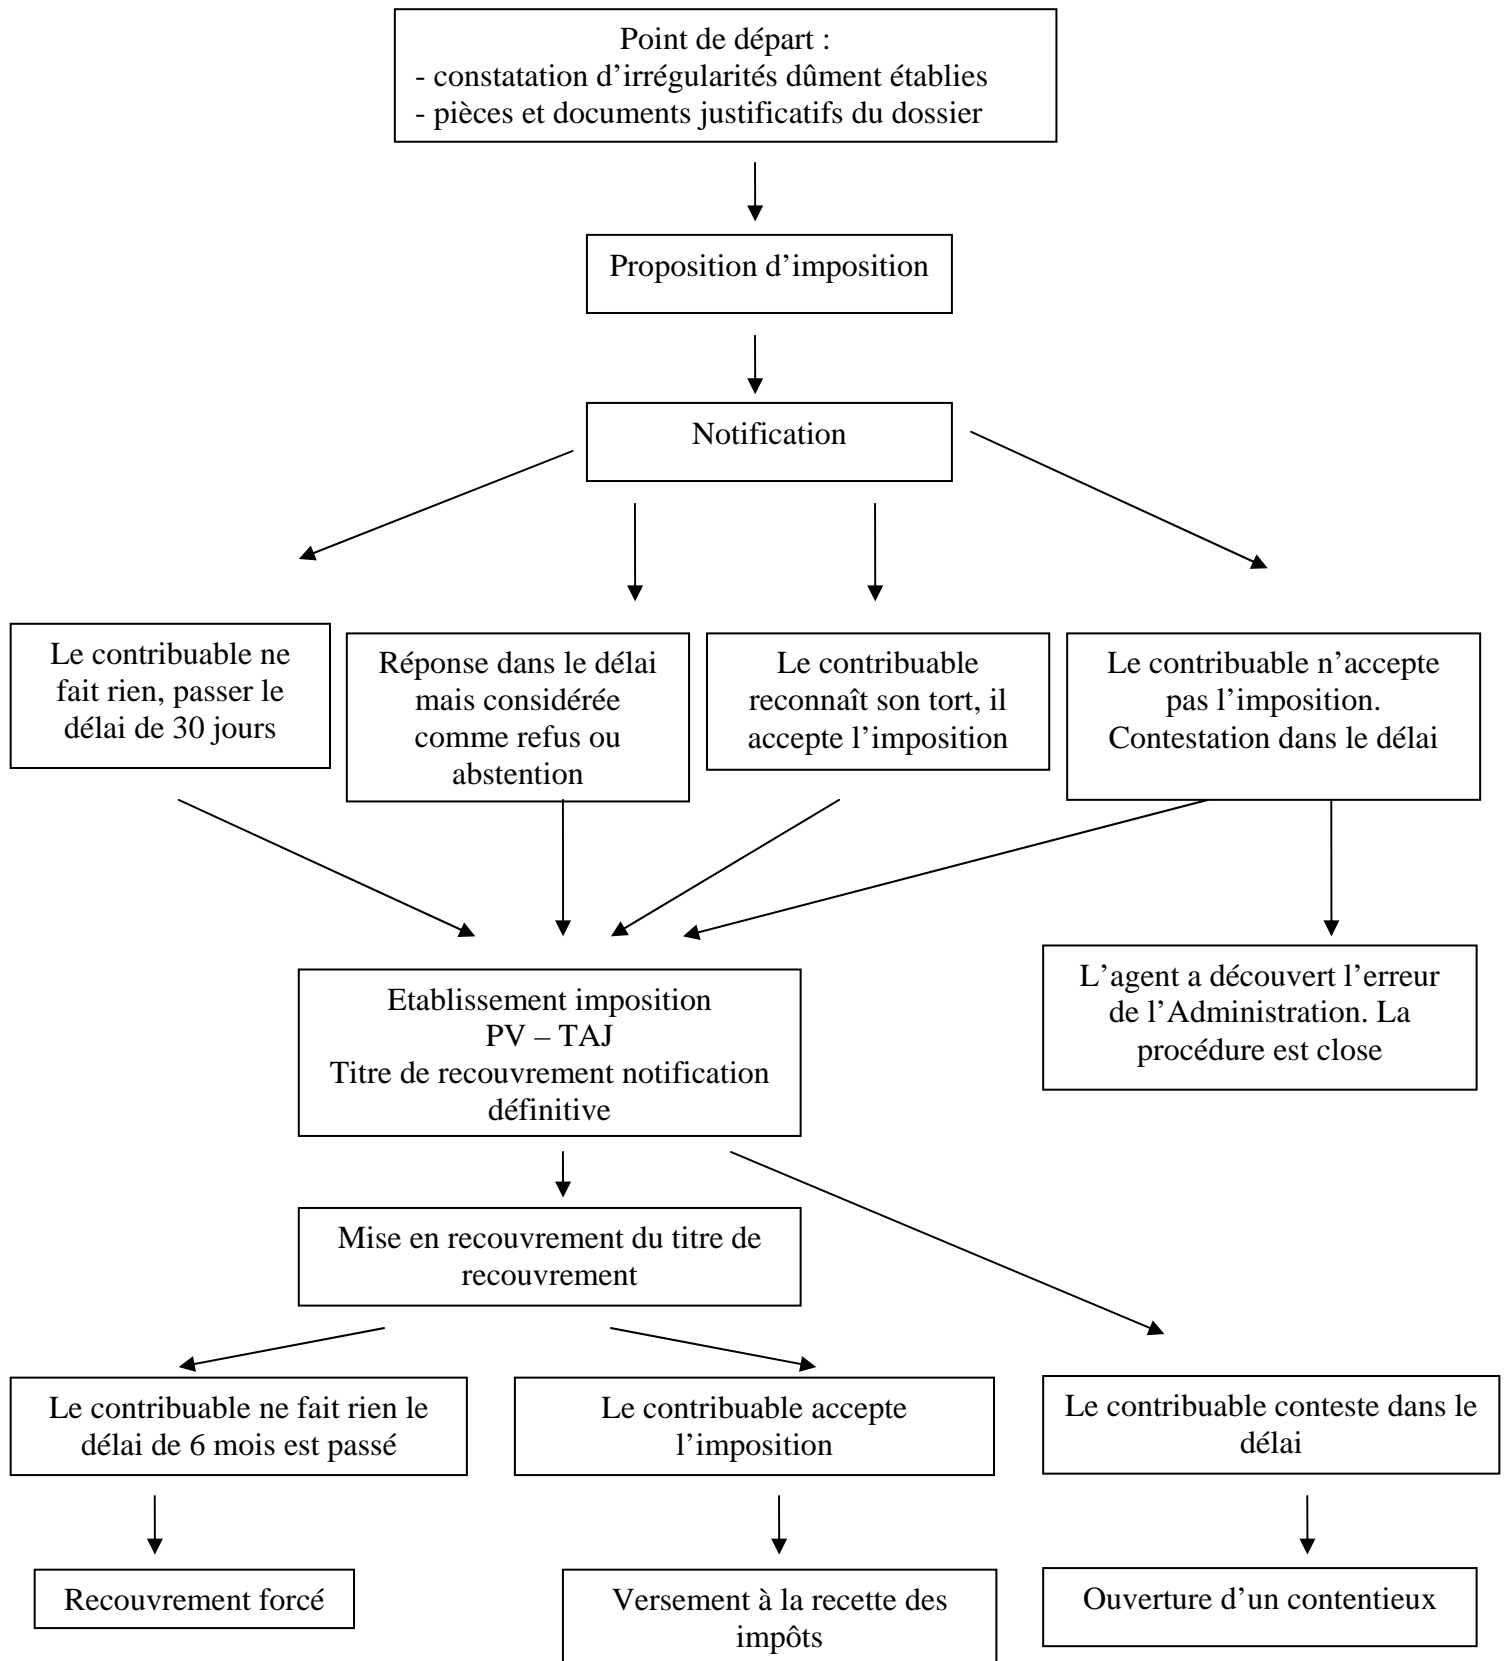 Point de départ :
- constatation d’irrégularités dûment établies
- pièces et documents justificatifs du dossier
Proposition d’imposition
Notification
Le contribuable ne
fait rien, passer le
délai de 30 jours
Réponse dans le délai
mais considérée
comme refus ou
abstention
Le contribuable
reconnaît son tort, il
accepte l’imposition
Le contribuable n’accepte
pas l’imposition.
Contestation dans le délai
Etablissement imposition
PV – TAJ
Titre de recouvrement notification
définitive
L’agent a découvert l’erreur
de l’Administration. La
procédure est close
Mise en recouvrement du titre de
recouvrement
Le contribuable ne fait rien le
délai de 6 mois est passé
Le contribuable accepte
l’imposition
Le contribuable conteste dans le
délai
Recouvrement forcé
Versement à la recette des
impôts
Ouverture d’un contentieux